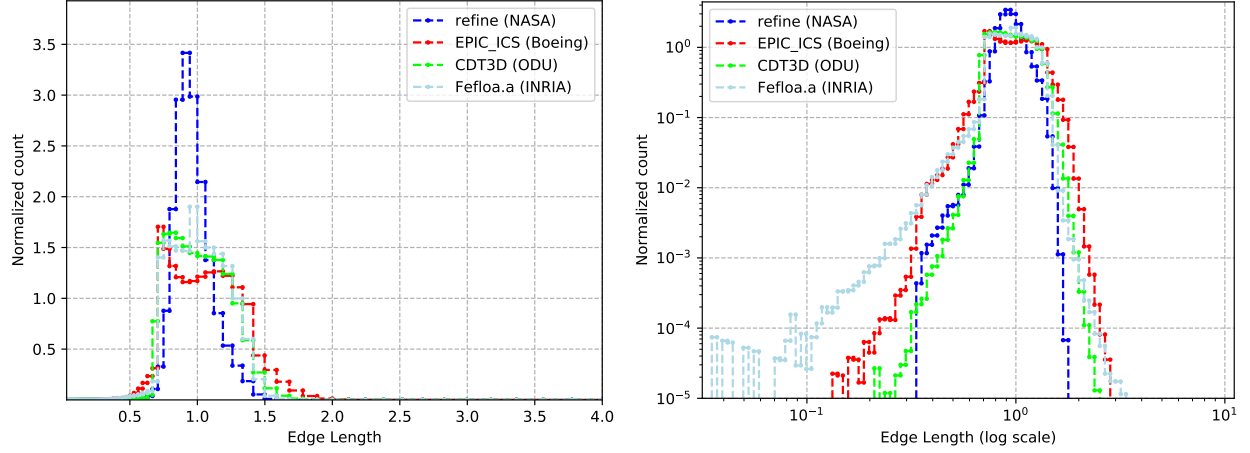 Normalized count
3.5
3.0
2.5
2.0
1.5
1.0
0.5
0.5 1.0 1.5 2.0 2.5 3.0 3.5 4.0
Edge Length
refine (NASA)
EPIC_ICS (Boeing)
CDT3D (ODU)
Fefloa.a (INRIA)
Normalized count
10⁰
10⁻¹
10⁻²
10⁻³
10⁻⁴
10⁻⁵
10⁻¹ 10⁰ 10¹
Edge Length (log scale)
refine (NASA)
EPIC_ICS (Boeing)
CDT3D (ODU)
Fefloa.a (INRIA)